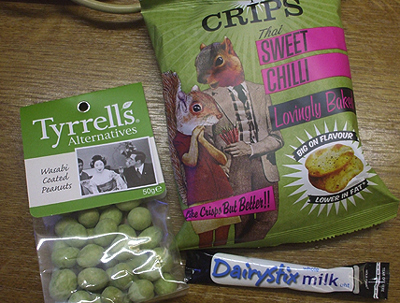 CRIPS
Thai
SWEET
CHILLI
Lovingly Baked
BIG ON FLAVOUR
LOWER IN FAT
Like Crisps But Better!!
Tyrrells
Alternatives
Wasabi
Coated
Peanuts
50g e
Dairystix milk